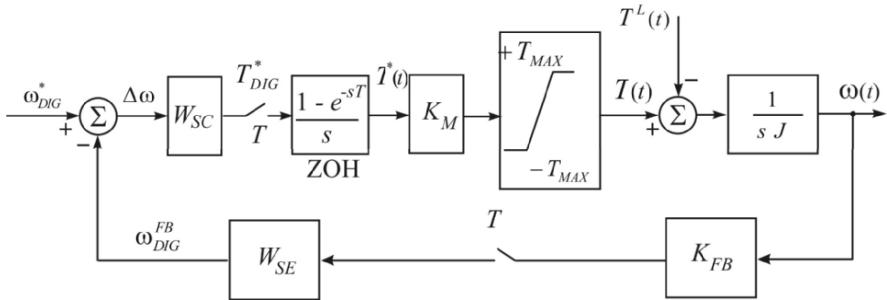 T^L(t)
−
ω*_DIG
+
Σ
−
Δω
W_SC
T*_DIG
T
1 - e^-sT
s
ZOH
T*(t)
K_M
+ T_MAX
− T_MAX
T(t)
+
Σ
1
s J
ω(t)
ω^FB_DIG
W_SE
T
K_FB